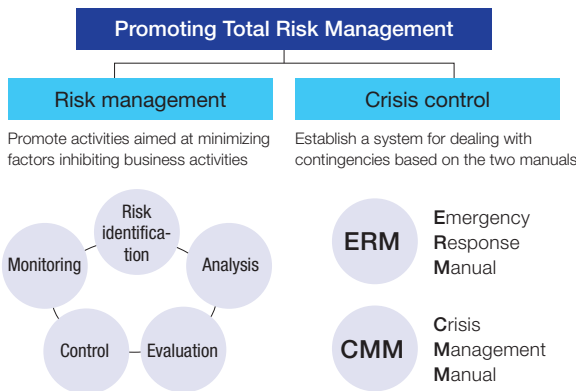 Promoting Total Risk Management
Risk management
Promote activities aimed at minimizing
factors inhibiting business activities
Risk
identifica-
tion
Monitoring
Analysis
Control
Evaluation
Crisis control
Establish a system for dealing with
contingencies based on the two manuals
ERM
Emergency
Response
Manual
CMM
Crisis
Management
Manual